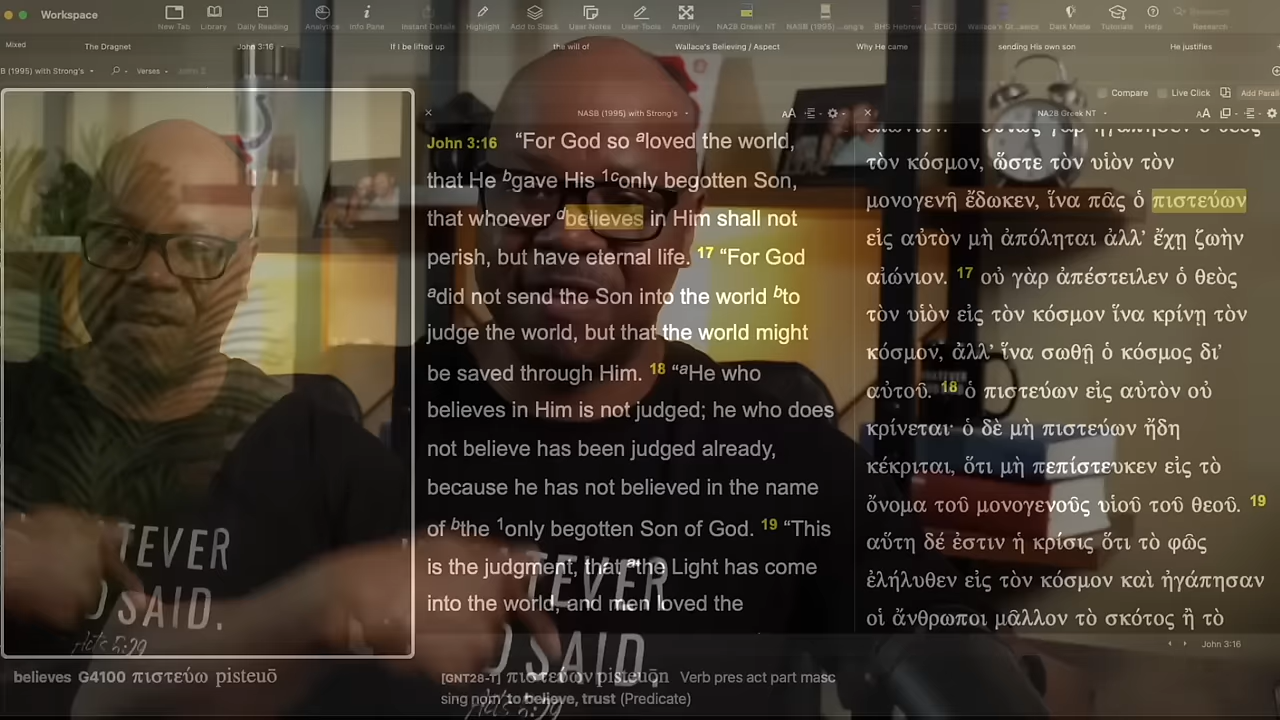 Workspace
New Tab
Library
Daily Reading
Analytics
Info Pane
Instant Details
Highlight
Add to Stack
User Notes
User Tools
Amplify
NA28 Greek NT
Dark Mode
Tutorials
Help
Research
Mixed
The Dragnet
John 3:16
If I be lifted up
the will of
Wallace's Believing / Aspect
Why He came
sending His own son
He justifies
B (1995) with Strong's
Verses
Compare
Live Click
NASB (1995) with Strong's
NA28 Greek NT
John 3:16 “For God so aloved the world,
that He bgave His 1conly begotten Son,
that whoever dbelieves in Him shall not
perish, but have eternal life. 17 “For God
adid not send the Son into the world bto
judge the world, but that the world might
be saved through Him. 18 “aHe who
believes in Him is not judged; he who does
not believe has been judged already,
because he has not believed in the name
of bthe 1only begotten Son of God. 19 “This
is the judgment, that athe Light has come
into the world, and men loved the
τὸν κόσμον, ὥστε τὸν υἱὸν τὸν
μονογενῆ ἔδωκεν, ἵνα πᾶς ὁ πιστεύων
εἰς αὐτὸν μὴ ἀπόληται ἀλλ’ ἔχῃ ζωὴν
αἰώνιον. 17 οὐ γὰρ ἀπέστειλεν ὁ θεὸς
τὸν υἱὸν εἰς τὸν κόσμον ἵνα κρίνῃ τὸν
κόσμον, ἀλλ’ ἵνα σωθῇ ὁ κόσμος δι’
αὐτοῦ. 18 ὁ πιστεύων εἰς αὐτὸν οὐ
κρίνεται· ὁ δὲ μὴ πιστεύων ἤδη
κέκριται, ὅτι μὴ πεπίστευκεν εἰς τὸ
ὄνομα τοῦ μονογενοῦς υἱοῦ τοῦ θεοῦ. 19
αὕτη δέ ἐστιν ἡ κρίσις ὅτι τὸ φῶς
ἐλήλυθεν εἰς τὸν κόσμον καὶ ἠγάπησαν
οἱ ἄνθρωποι μᾶλλον τὸ σκότος ἢ τὸ
John 3:16
TEVER
SAID.
Acts 5:29
TEVER
SAID.
believes G4100 πιστεύω pisteuō
[GNT28-T] πιστεύων pisteuōn Verb pres act part masc
sing nom to believe, trust (Predicate)